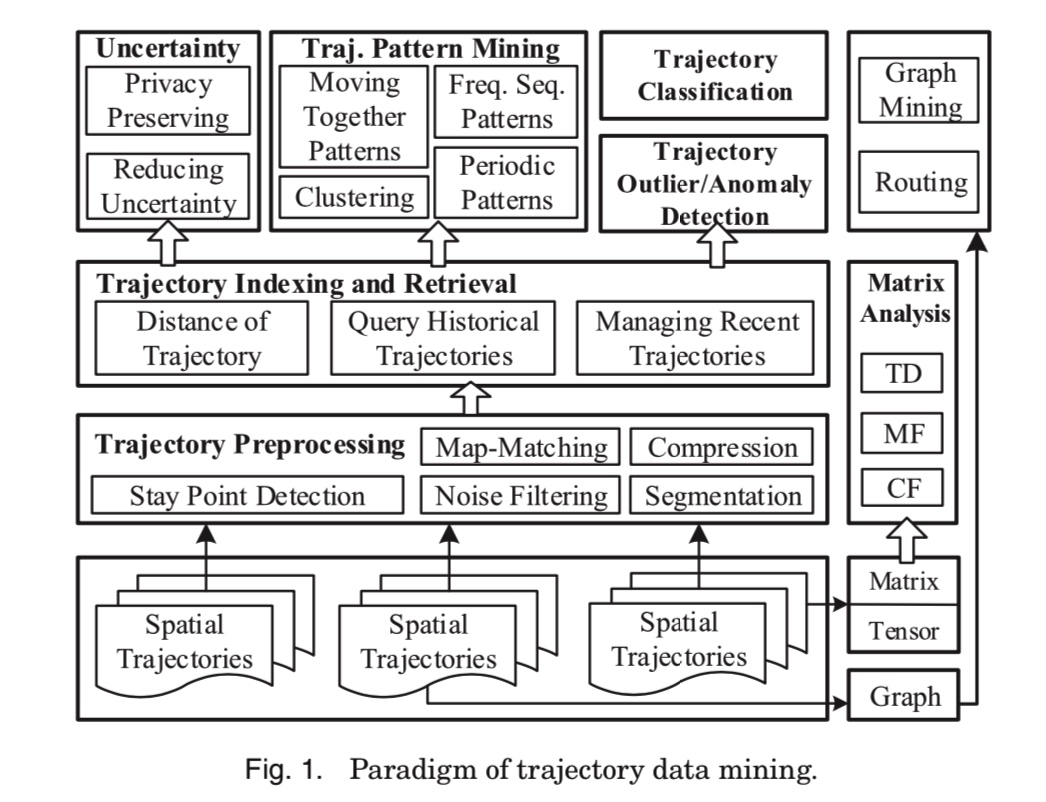 Uncertainty
Privacy
Preserving
Reducing
Uncertainty
Traj. Pattern Mining
Moving
Together
Patterns
Clustering
Freq. Seq.
Patterns
Periodic
Patterns
Trajectory
Classification
Trajectory
Outlier/Anomaly
Detection
Graph
Mining
Routing
Trajectory Indexing and Retrieval
Distance of
Trajectory
Query Historical
Trajectories
Managing Recent
Trajectories
Matrix
Analysis
TD
MF
CF
Trajectory Preprocessing
Map-Matching
Compression
Stay Point Detection
Noise Filtering
Segmentation
Spatial
Trajectories
Spatial
Trajectories
Spatial
Trajectories
Matrix
Tensor
Graph
Fig. 1. Paradigm of trajectory data mining.